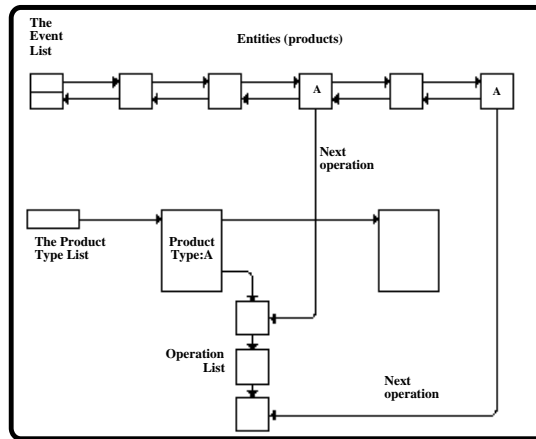 The
Event
List
Entities (products)
A
A
Next
operation
The Product
Type List
Product
Type:A
Operation
List
Next
operation